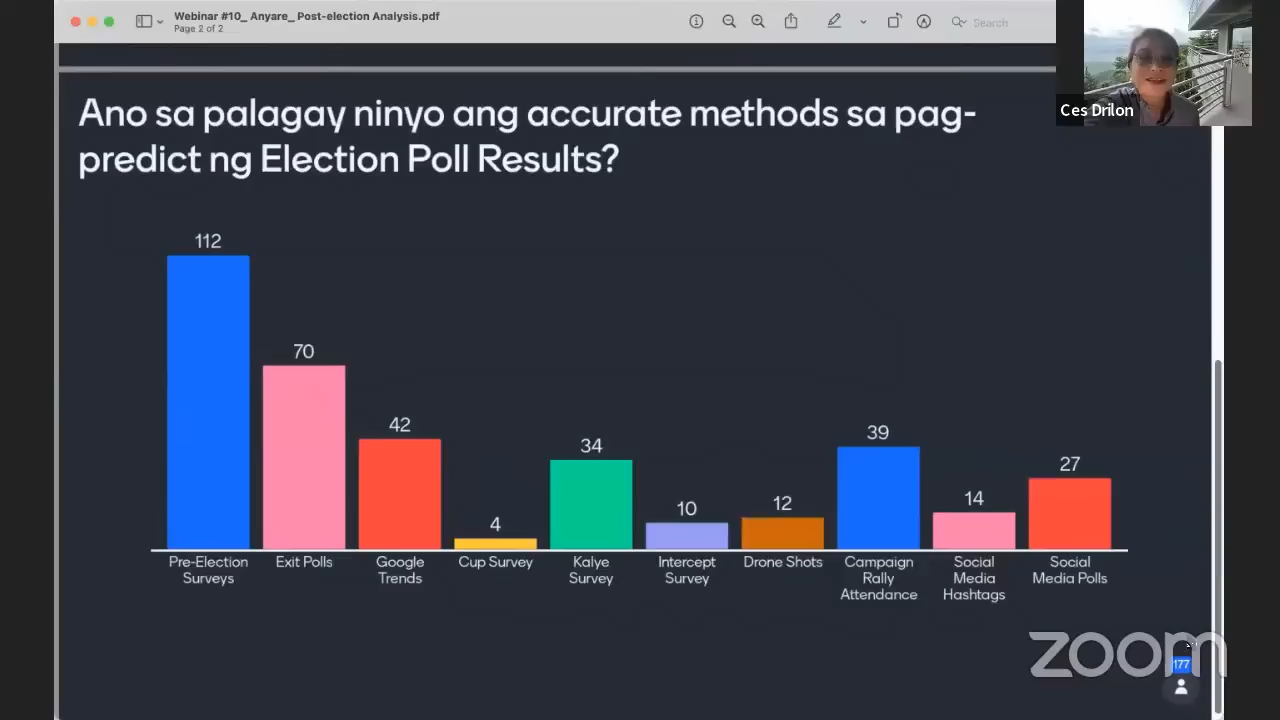 Webinar #10_ Anyare_ Post-election Analysis.pdf
Page 2 of 2
Search
Ces Drilon
Ano sa palagay ninyo ang accurate methods sa pag-
predict ng Election Poll Results?
112
70
42
4
34
10
12
39
14
27
Pre-Election
Surveys
Exit Polls
Google
Trends
Cup Survey
Kalye
Survey
Intercept
Survey
Drone Shots
Campaign
Rally
Attendance
Social
Media
Hashtags
Social
Media Polls
zoom
177